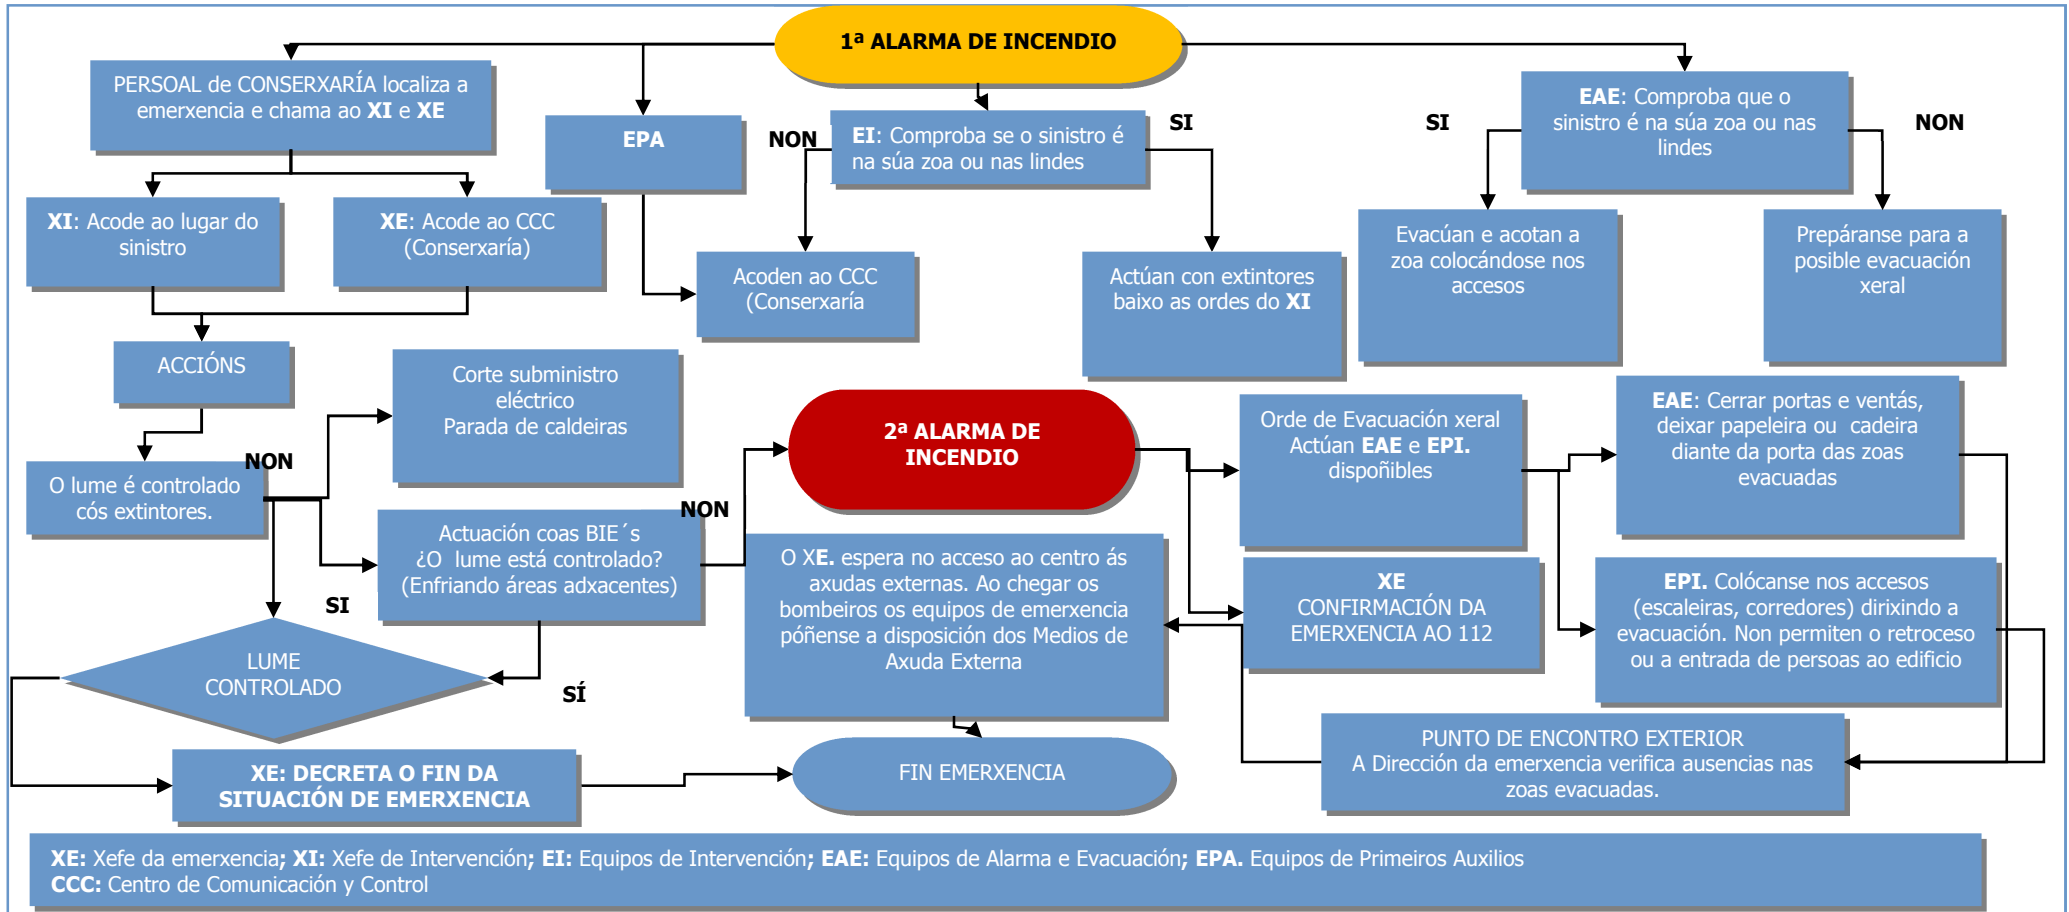 1ª ALARMA DE INCENDIO
PERSOAL de CONSERXARÍA localiza a
emerxencia e chama ao XI e XE
EPA
NON
EI: Comproba se o sinistro é
na súa zoa ou nas lindes
SI
SI
EAE: Comproba que o
sinistro é na súa zoa ou nas
lindes
NON
XI: Acode ao lugar do
sinistro
XE: Acode ao CCC
(Conserxaría)
Acoden ao CCC
(Conserxaría
Actúan con extintores
baixo as ordes do XI
Evacúan e acotan a
zoa colocándose nos
accesos
Prepáranse para a
posible evacuación
xeral
ACCIÓNS
Corte subministro
eléctrico
Parada de caldeiras
2ª ALARMA DE
INCENDIO
Orde de Evacuación xeral
Actúan EAE e EPI.
dispoñibles
EAE: Cerrar portas e ventás,
deixar papeleira ou cadeira
diante da porta das zoas
evacuadas
NON
O lume é controlado
cós extintores.
Actuación coas BIE´s
¿O lume está controlado?
(Enfriando áreas adxacentes)
NON
O XE. espera no acceso ao centro ás
axudas externas. Ao chegar os
bombeiros os equipos de emerxencia
póñense a disposición dos Medios de
Axuda Externa
XE
CONFIRMACIÓN DA
EMERXENCIA AO 112
EPI. Colócanse nos accesos
(escaleiras, corredores) dirixindo a
evacuación. Non permiten o retroceso
ou a entrada de persoas ao edificio
SI
LUME
CONTROLADO
SÍ
PUNTO DE ENCONTRO EXTERIOR
A Dirección da emerxencia verifica ausencias nas
zoas evacuadas.
XE: DECRETA O FIN DA
SITUACIÓN DE EMERXENCIA
FIN EMERXENCIA
XE: Xefe da emerxencia; XI: Xefe de Intervención; EI: Equipos de Intervención; EAE: Equipos de Alarma e Evacuación; EPA. Equipos de Primeiros Auxilios
CCC: Centro de Comunicación y Control